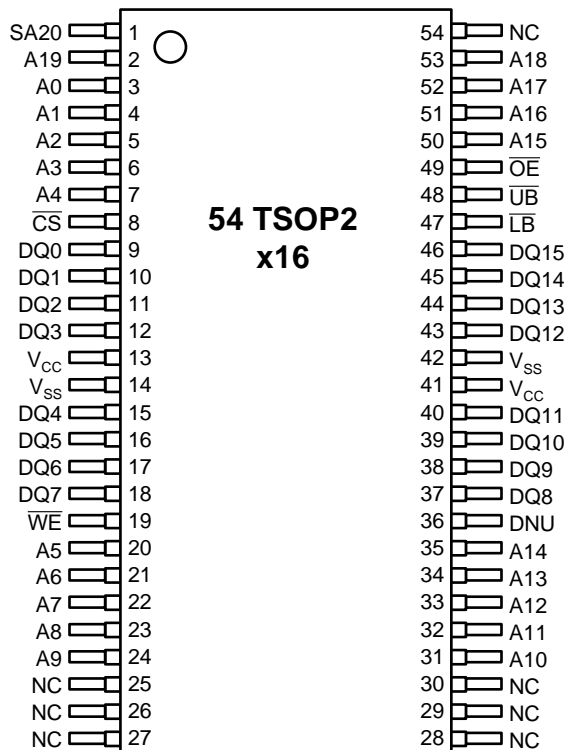 SA20 1 54 NC
A19 2 53 A18
A0 3 52 A17
A1 4 51 A16
A2 5 50 A15
A3 6 49 OE
A4 7 48 UB
CS 8 47 LB
54 TSOP2
DQ0 9 46 DQ15
x16
DQ1 10 45 DQ14
DQ2 11 44 DQ13
DQ3 12 43 DQ12
VCC 13 42 VSS
VSS 14 41 VCC
DQ4 15 40 DQ11
DQ5 16 39 DQ10
DQ6 17 38 DQ9
DQ7 18 37 DQ8
WE 19 36 DNU
A5 20 35 A14
A6 21 34 A13
A7 22 33 A12
A8 23 32 A11
A9 24 31 A10
NC 25 30 NC
NC 26 29 NC
NC 27 28 NC